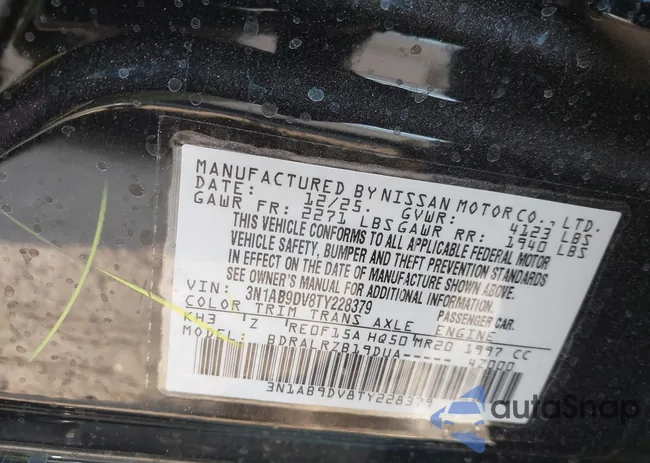 MANUFACTURED BY NISSAN MOTOR CO., LTD.
DATE: 12/25. GVWR: 4123 LBS
GAWR FR: 2271 LBS GAWR RR: 1940 LBS
THIS VEHICLE CONFORMS TO ALL APPLICABLE FEDERAL MOTOR
VEHICLE SAFETY, BUMPER AND THEFT PREVENTION STANDARDS
IN EFFECT ON THE DATE OF MANUFACTURE SHOWN ABOVE.
SEE OWNER'S MANUAL FOR ADDITIONAL INFORMATION.
VIN: 3N1AB9DV8TY228379 PASSENGER CAR.
COLOR TRIM TRANS AXLE ENGINE
KH3 Z RE0F15A HQ50 MR20 1997 CC
MODEL: BDRALRZB19DUA----- 42000
3N1AB9DV8TY228379
autoSnap